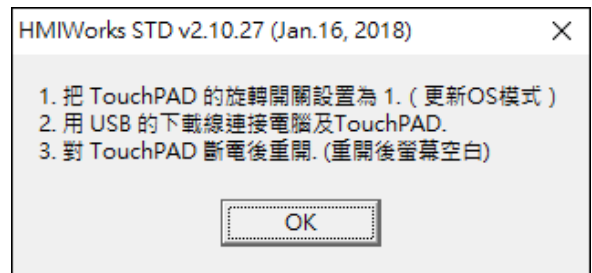 HMIWorks STD v2.10.27 (Jan.16, 2018)
1. 把 TouchPAD 的旋轉開關設置為 1. ( 更新OS模式 )
2. 用 USB 的下載線連接電腦及TouchPAD.
3. 對 TouchPAD 斷電後重開. (重開後螢幕空白)
OK